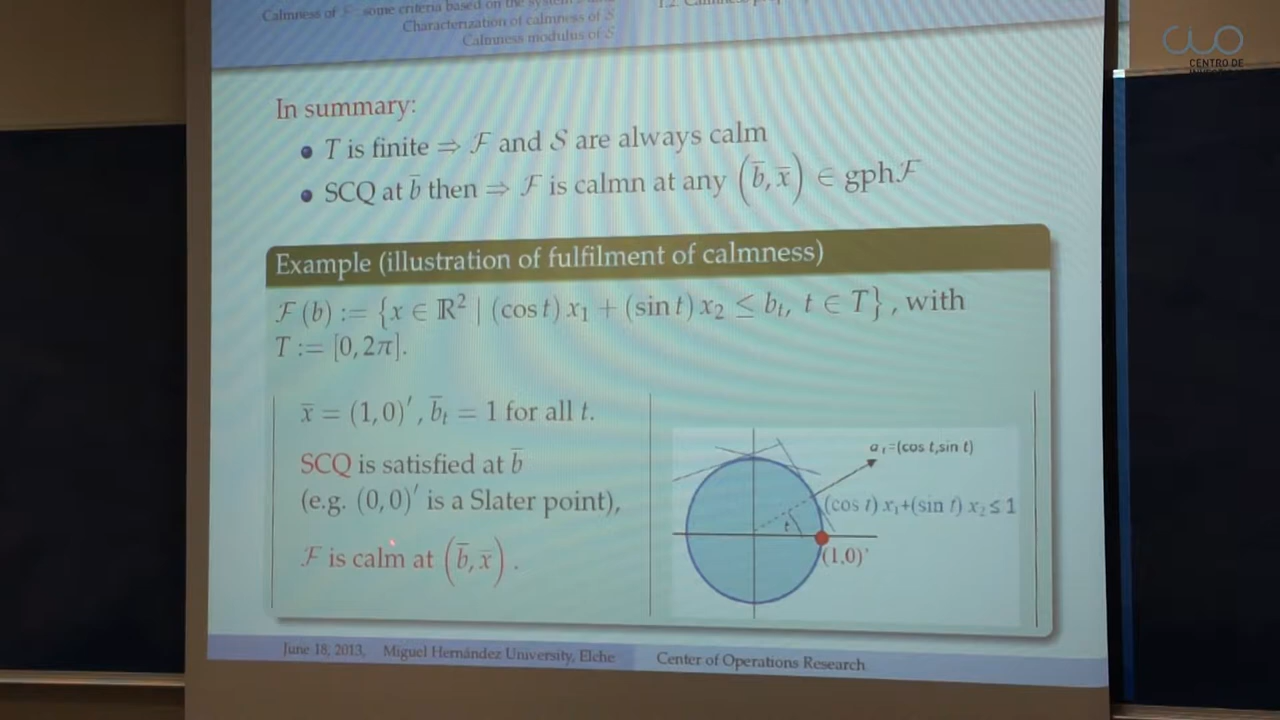 Calmness of 𝒮 some criteria based on the system
Characterization of calmness of 𝒮
Calmness modulus of 𝒮
CIO
CENTRO DE
In summary:
T is finite ⇒ ℱ and 𝒮 are always calm
SCQ at b̄ then ⇒ ℱ is calmn at any (b̄, x̄) ∈ gphℱ
Example (illustration of fulfilment of calmness)
ℱ(b) := {x ∈ ℝ² | (cos t) x₁ + (sin t) x₂ ≤ bₜ, t ∈ T}, with
T := [0, 2π].
x̄ = (1,0)′, b̄ₜ = 1 for all t.
SCQ is satisfied at b̄
(e.g. (0,0)′ is a Slater point),
ℱ is calm at (b̄, x̄).
aₜ=(cos t,sin t)
(cos t) x₁+(sin t) x₂ ≤ 1
t
(1,0)'
June 18, 2013, Miguel Hernández University, Elche
Center of Operations Research